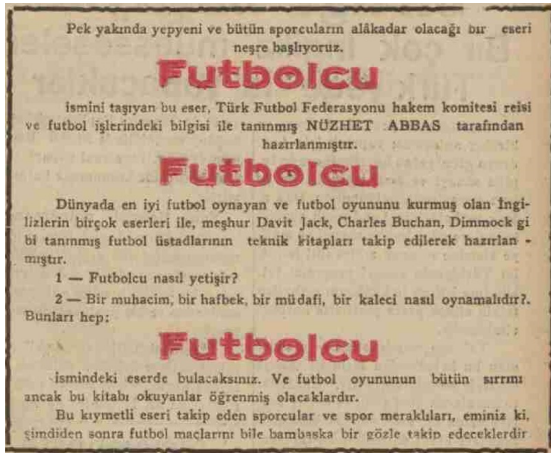 Pek yakında yepyeni ve bütün sporcuların alâkadar olacağı bir eseri
neşre başlıyoruz.
Futbolcu
ismini taşıyan bu eser, Türk Futbol Federasyonu hakem komitesi reisi
ve futbol işlerindeki bilgisi ile tanınmış NÜZHET ABBAS tarafından
hazırlanmıştır.
Futbolcu
Dünyada en iyi futbol oynayan ve futbol oyununu kurmuş olan İngi-
lizlerin birçok eserleri ile, meşhur Davit Jack, Charles Buchan, Dimmock gi
bi tanınmış futbol üstadlarının teknik kitapları takip edilerek hazırlan -
mıştır.
1 — Futbolcu nasıl yetişir?
2 — Bir muhacim, bir hafbek, bir müdafi, bir kaleci nasıl oynamalıdır?.
Bunları hep:
Futbolcu
ismindeki eserde bulacaksınız. Ve futbol oyununun bütün sırrını
ancak bu kitabı okuyanlar öğrenmiş olacaklardır.
Bu kıymetli eseri takip eden sporcular ve spor meraklıları, eminiz ki,
şimdiden sonra futbol maçlarını bile bambaşka bir gözle takip edeceklerdir